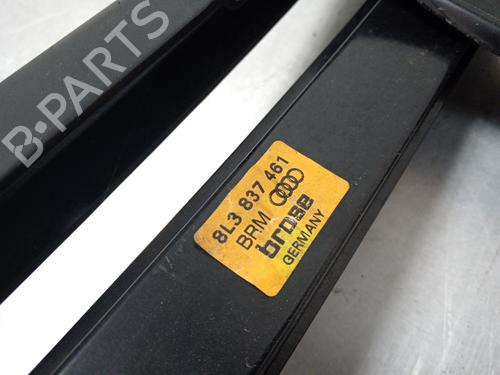 B-PARTS
8L3 837 461
BRM
brose
GERMANY